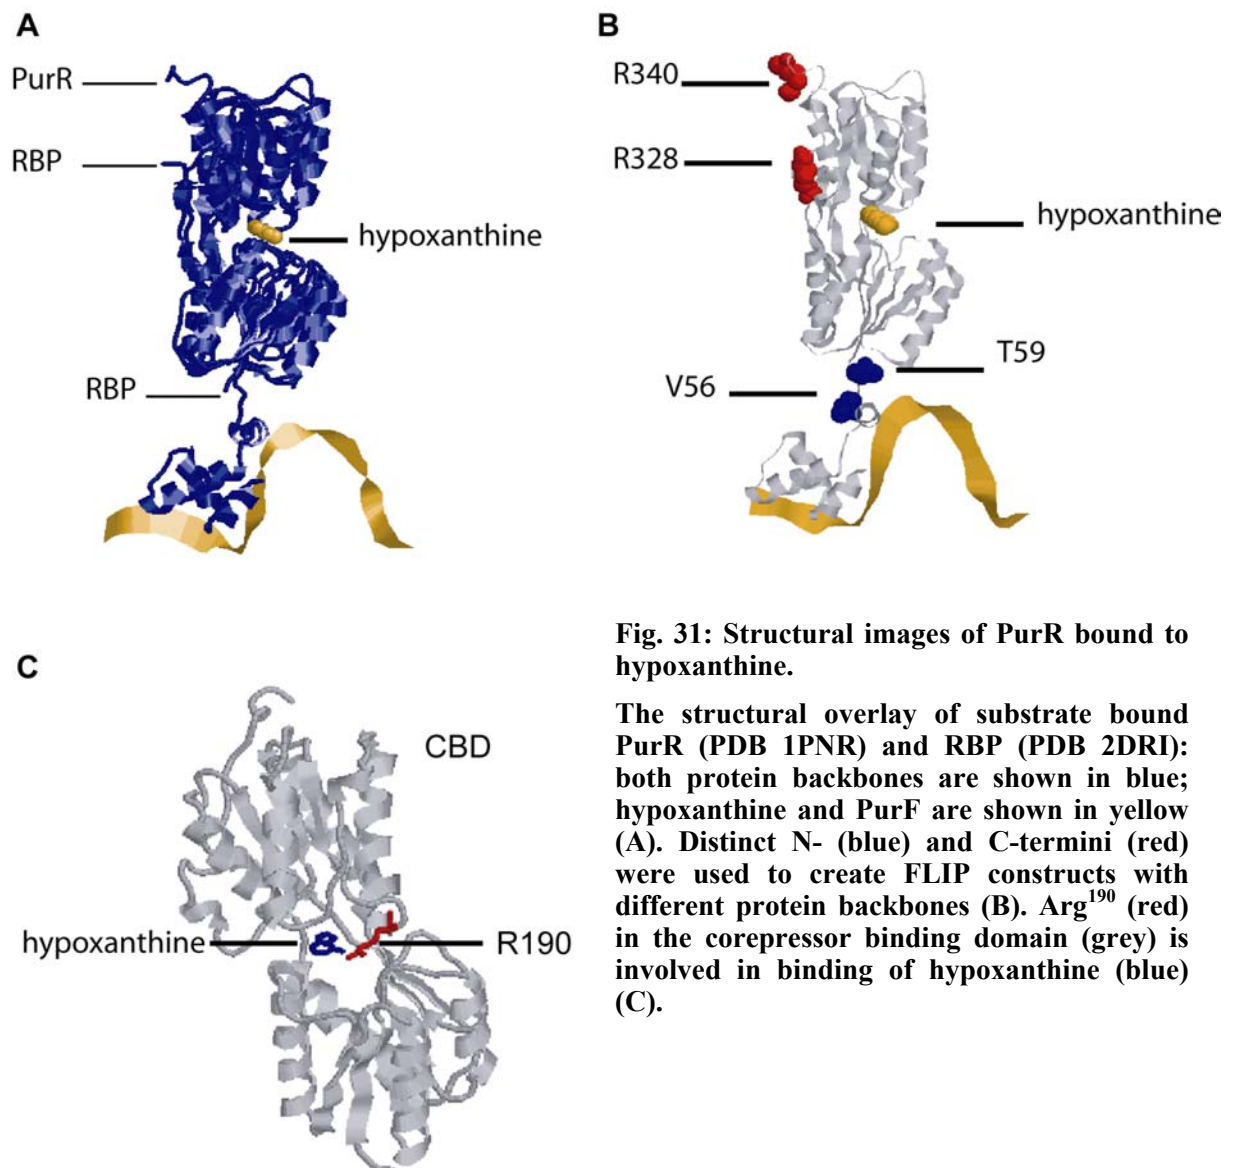 A
PurR
RBP
hypoxanthine
RBP
B
R340
R328
hypoxanthine
T59
V56
C
CBD
hypoxanthine
R190
Fig. 31: Structural images of PurR bound to
hypoxanthine.
The structural overlay of substrate bound
PurR (PDB 1PNR) and RBP (PDB 2DRI):
both protein backbones are shown in blue;
hypoxanthine and PurF are shown in yellow
(A). Distinct N- (blue) and C-termini (red)
were used to create FLIP constructs with
different protein backbones (B). Arg190 (red)
in the corepressor binding domain (grey) is
involved in binding of hypoxanthine (blue)
(C).